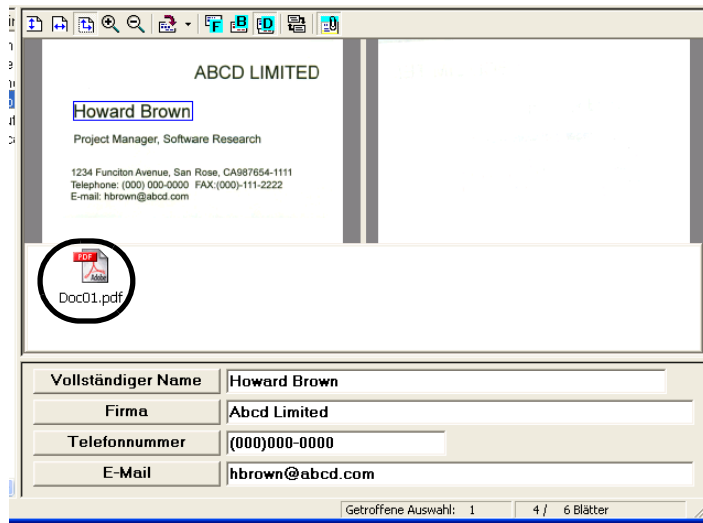 F B D
ABCD LIMITED
Howard Brown
Project Manager, Software Research
1234 Funciton Avenue, San Rose, CA987654-1111
Telephone: (000) 000-0000 FAX:(000)-111-2222
E-mail: hbrown@abcd.com
PDF
Adobe
Doc01.pdf
Vollständiger Name Howard Brown
Firma Abcd Limited
Telefonnummer (000)000-0000
E-Mail hbrown@abcd.com
Getroffene Auswahl: 1 4 / 6 Blätter